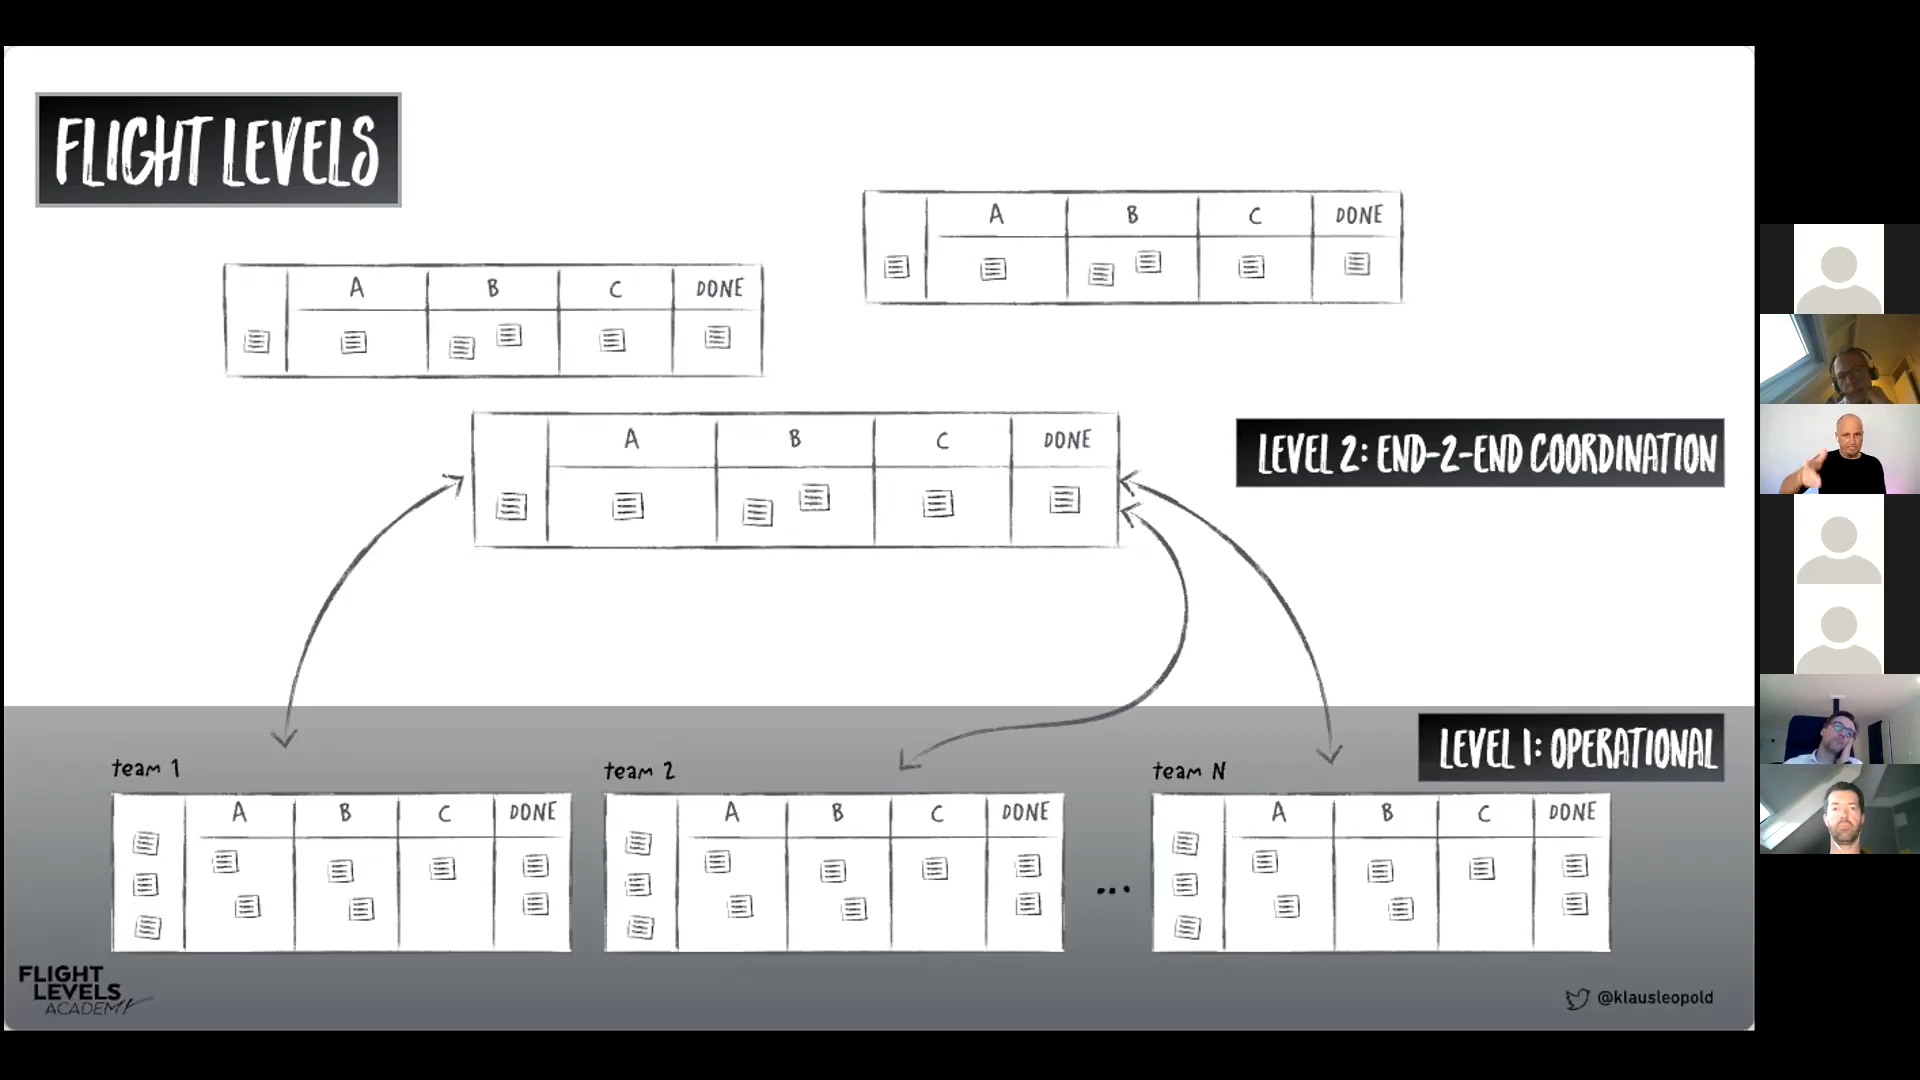 FLIGHT LEVELS
A B C DONE
A B C DONE
A B C DONE
LEVEL 2: END-2-END COORDINATION
LEVEL 1: OPERATIONAL
team 1
team 2
team N
A B C DONE
A B C DONE
...
A B C DONE
FLIGHT
LEVELS
ACADEMY
@klausleopold